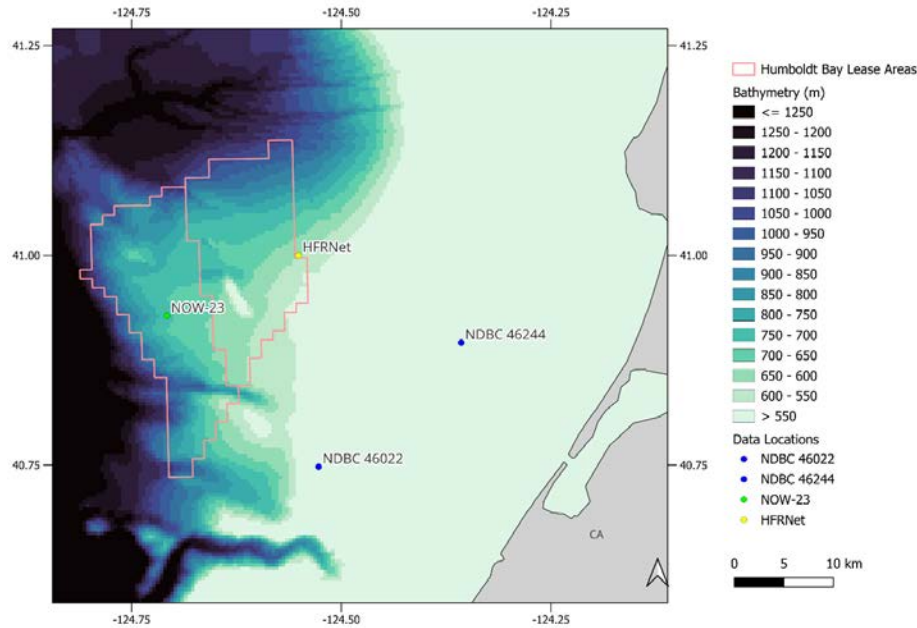 -124.75
-124.50
-124.25
41.25
41.25
41.00
41.00
40.75
40.75
HFRNet
NOW-23
NDBC 46244
NDBC 46022
CA
Humboldt Bay Lease Areas
Bathymetry (m)
<= 1250
1250 - 1200
1200 - 1150
1150 - 1100
1100 - 1050
1050 - 1000
1000 - 950
950 - 900
900 - 850
850 - 800
800 - 750
750 - 700
700 - 650
650 - 600
600 - 550
> 550
Data Locations
NDBC 46022
NDBC 46244
NOW-23
HFRNet
0 5 10 km
-124.75
-124.50
-124.25